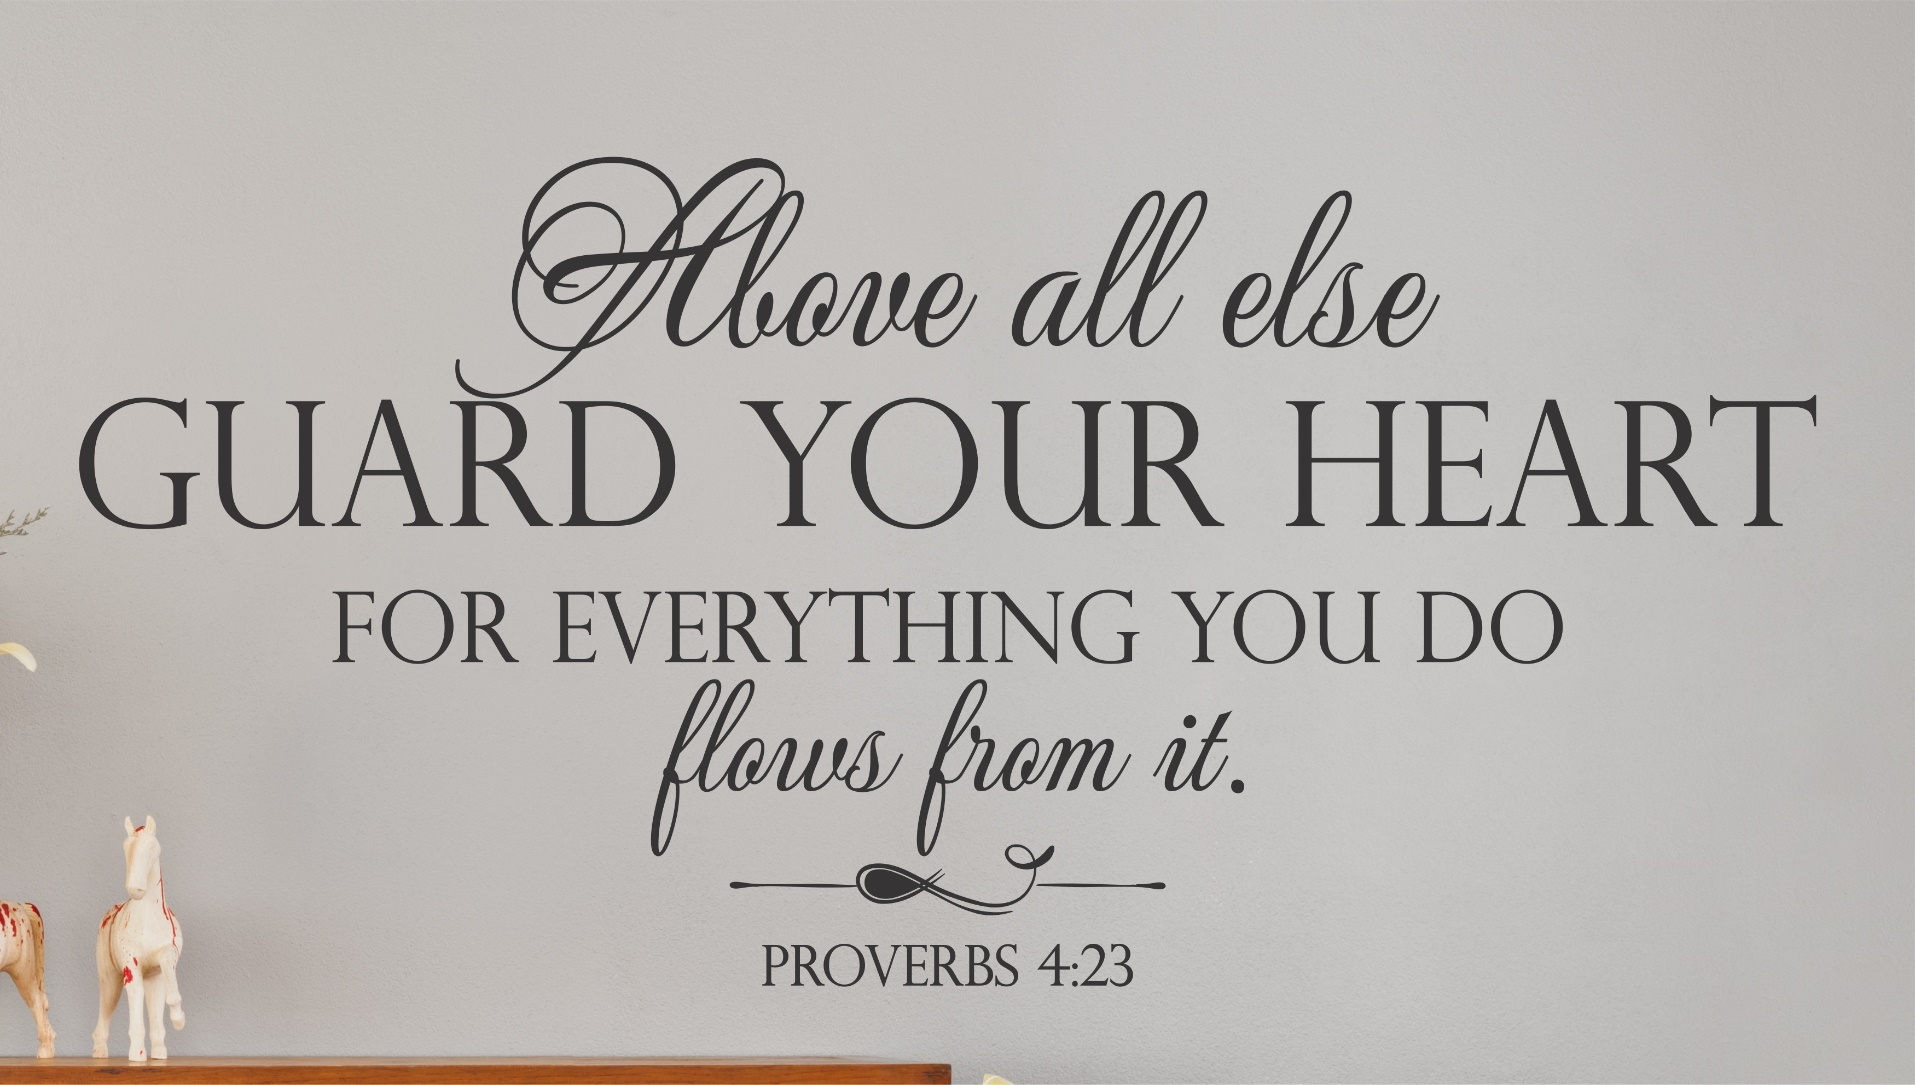 Above all else
GUARD YOUR HEART
FOR EVERYTHING YOU DO
flows from it.
PROVERBS 4:23